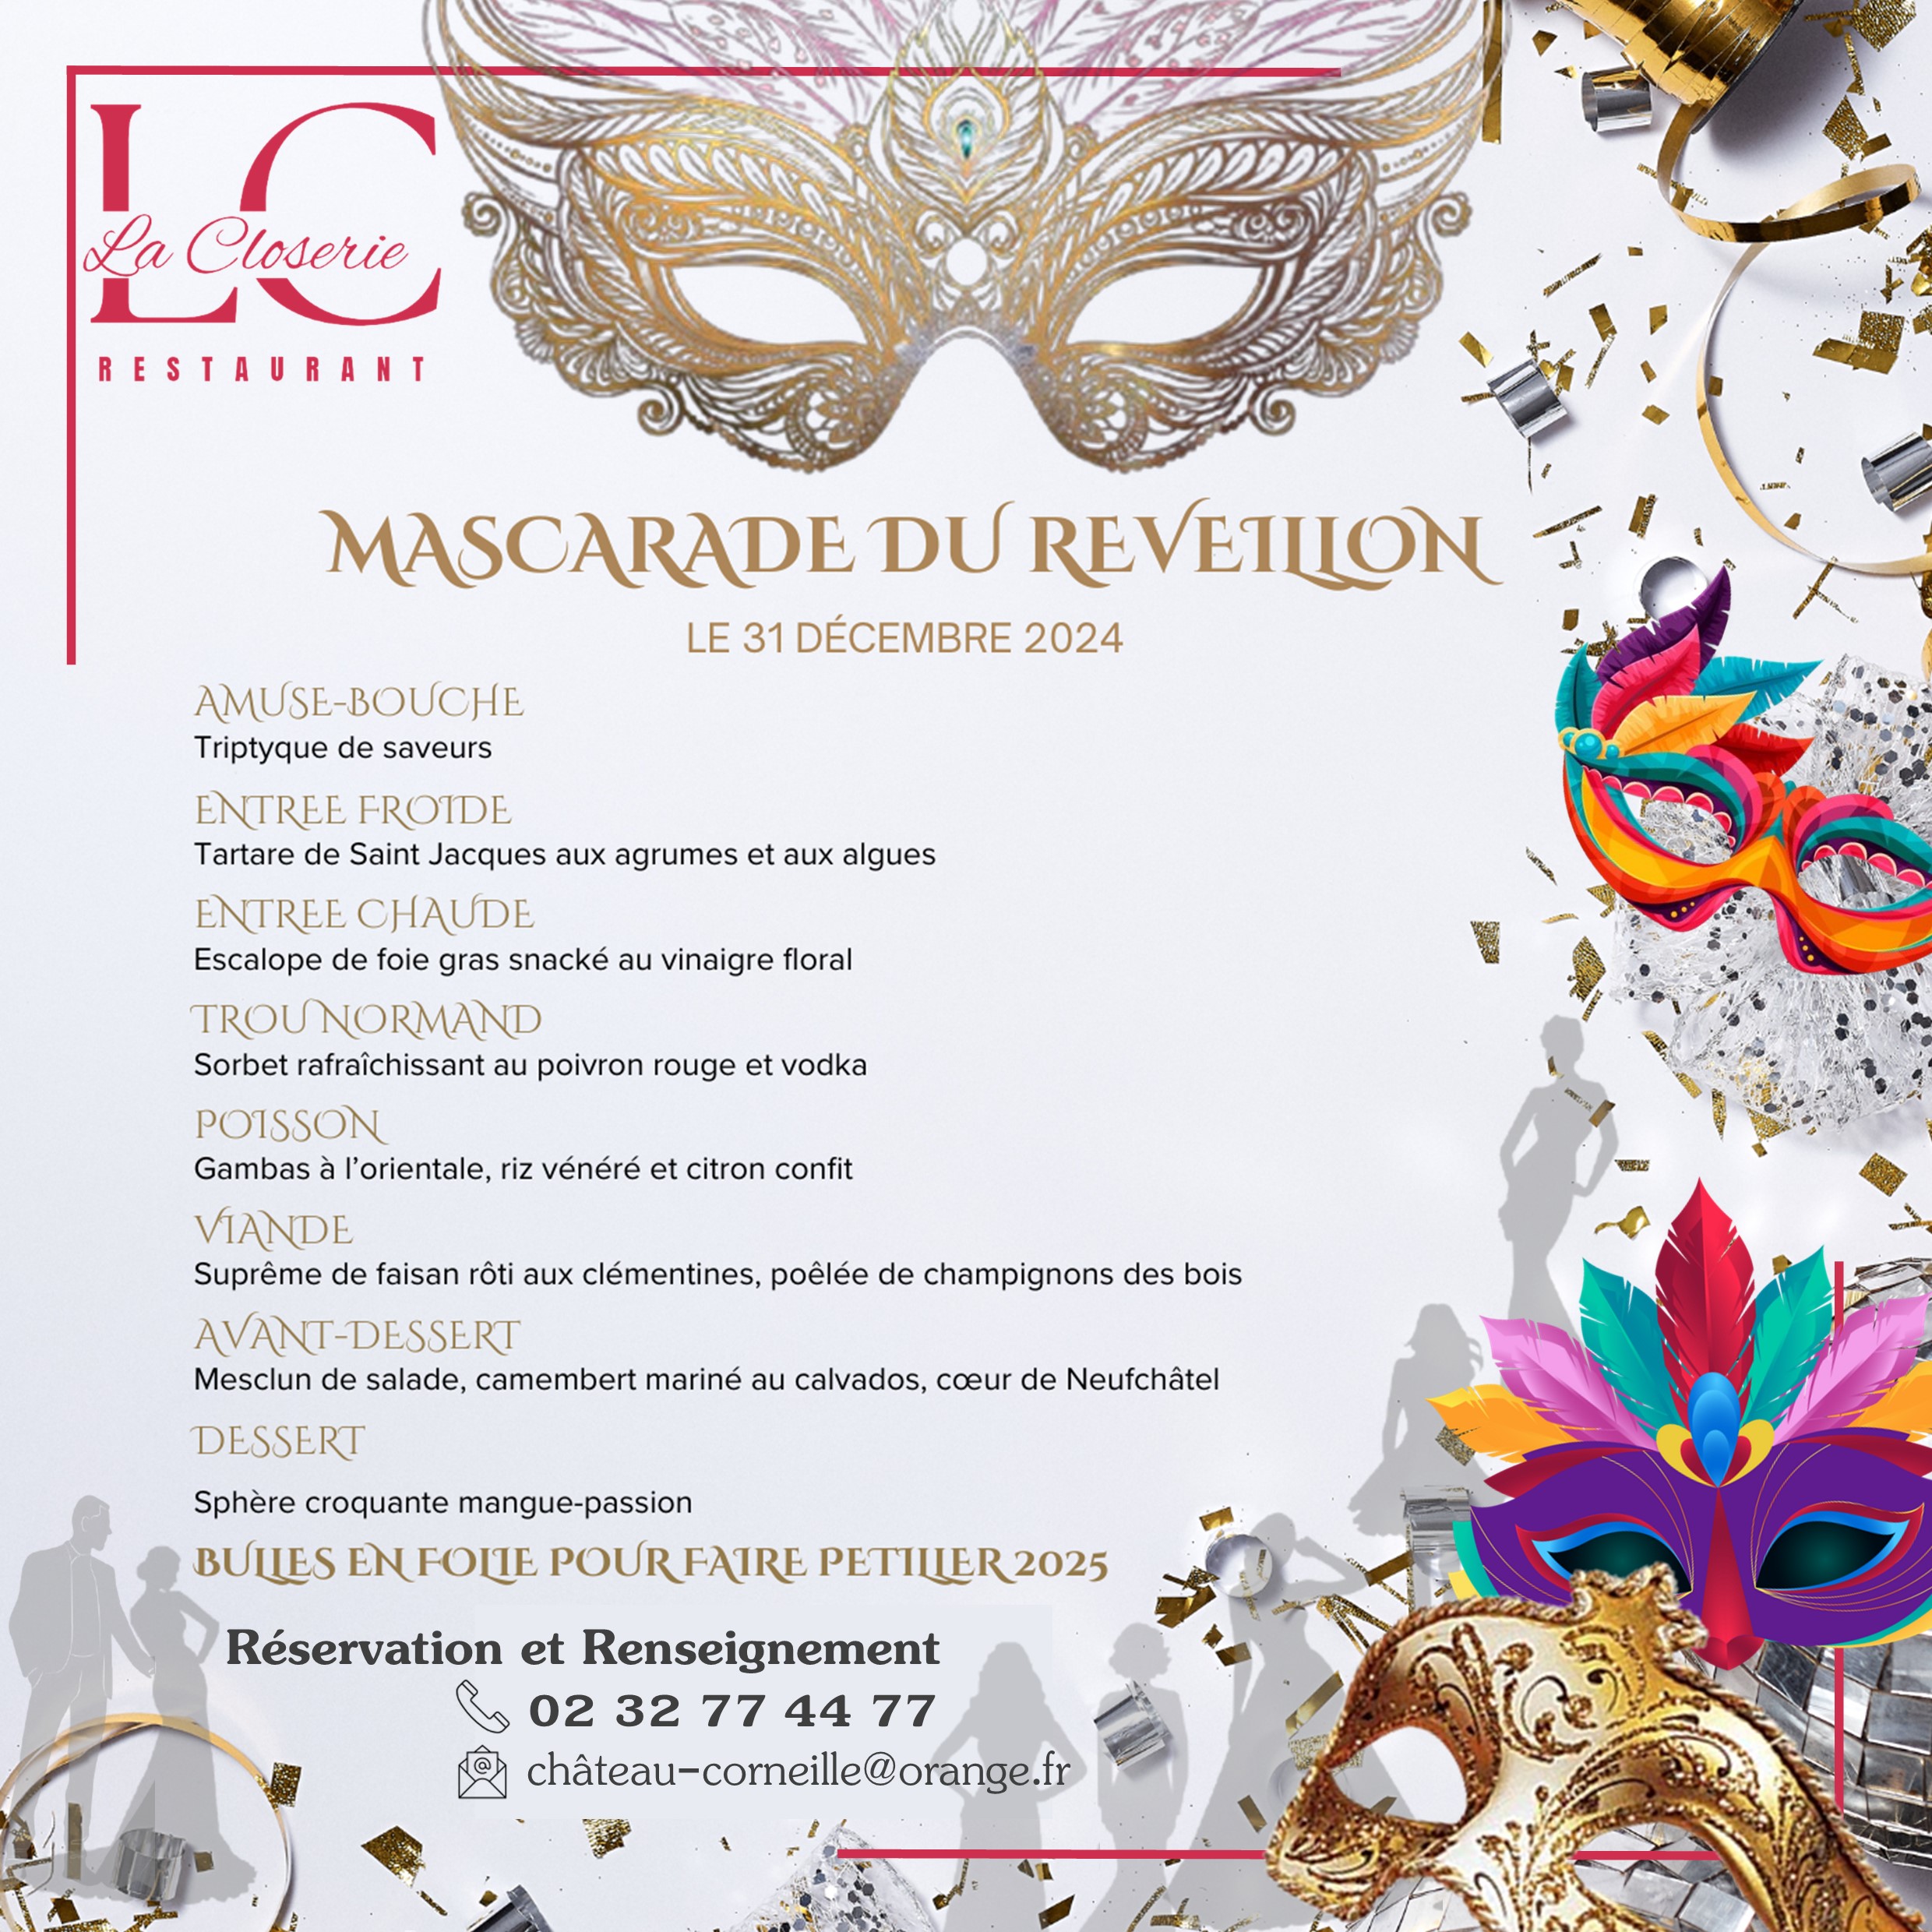 LC
La Closerie
RESTAURANT
MASCARADE DU REVEILLON
LE 31 DÉCEMBRE 2024
AMUSE-BOUCHE
Triptyque de saveurs
ENTREE FROIDE
Tartare de Saint Jacques aux agrumes et aux algues
ENTREE CHAUDE
Escalope de foie gras snacké au vinaigre floral
TROU NORMAND
Sorbet rafraîchissant au poivron rouge et vodka
POISSON
Gambas à l’orientale, riz vénéré et citron confit
VIANDE
Suprême de faisan rôti aux clémentines, poêlée de champignons des bois
AVANT-DESSERT
Mesclun de salade, camembert mariné au calvados, cœur de Neufchâtel
DESSERT
Sphère croquante mangue-passion
BULLES EN FOLIE POUR FAIRE PETILLER 2025
Réservation et Renseignement
02 32 77 44 77
château-corneille@orange.fr